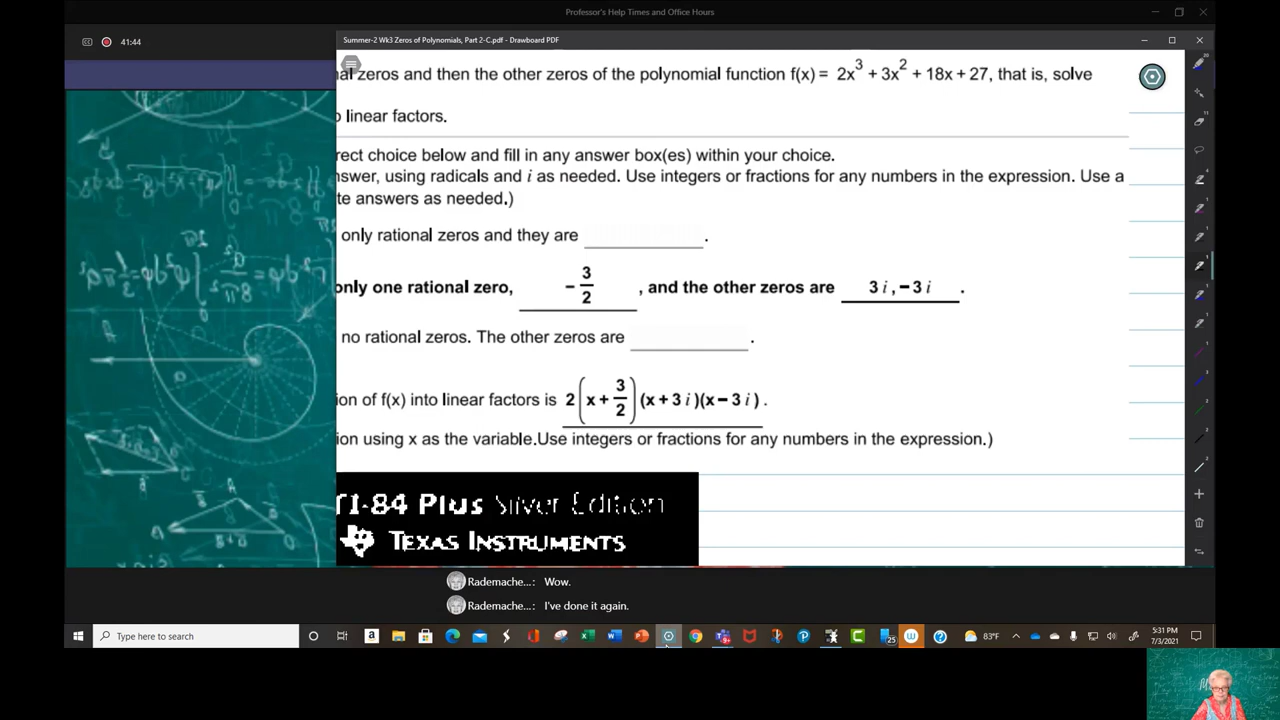 Professor's Help Times and Office Hours
41:44
Summer-2 Wk3 Zeros of Polynomials, Part 2-C.pdf - Drawboard PDF
nal zeros and then the other zeros of the polynomial function f(x) = 2x³ + 3x² + 18x + 27, that is, solve
o linear factors.
rect choice below and fill in any answer box(es) within your choice.
nswer, using radicals and i as needed. Use integers or fractions for any numbers in the expression. Use a
te answers as needed.)
only rational zeros and they are ________ .
only one rational zero, - 3/2 , and the other zeros are 3 i , - 3 i .
no rational zeros. The other zeros are ________ .
ion of f(x) into linear factors is 2 (x + 3/2) (x + 3 i )(x - 3 i ) .
ion using x as the variable.Use integers or fractions for any numbers in the expression.)
TI-84 Plus Silver Edition
TEXAS INSTRUMENTS
Rademache...: Wow.
Rademache...: I've done it again.
Type here to search
83°F
5:31 PM
7/3/2021